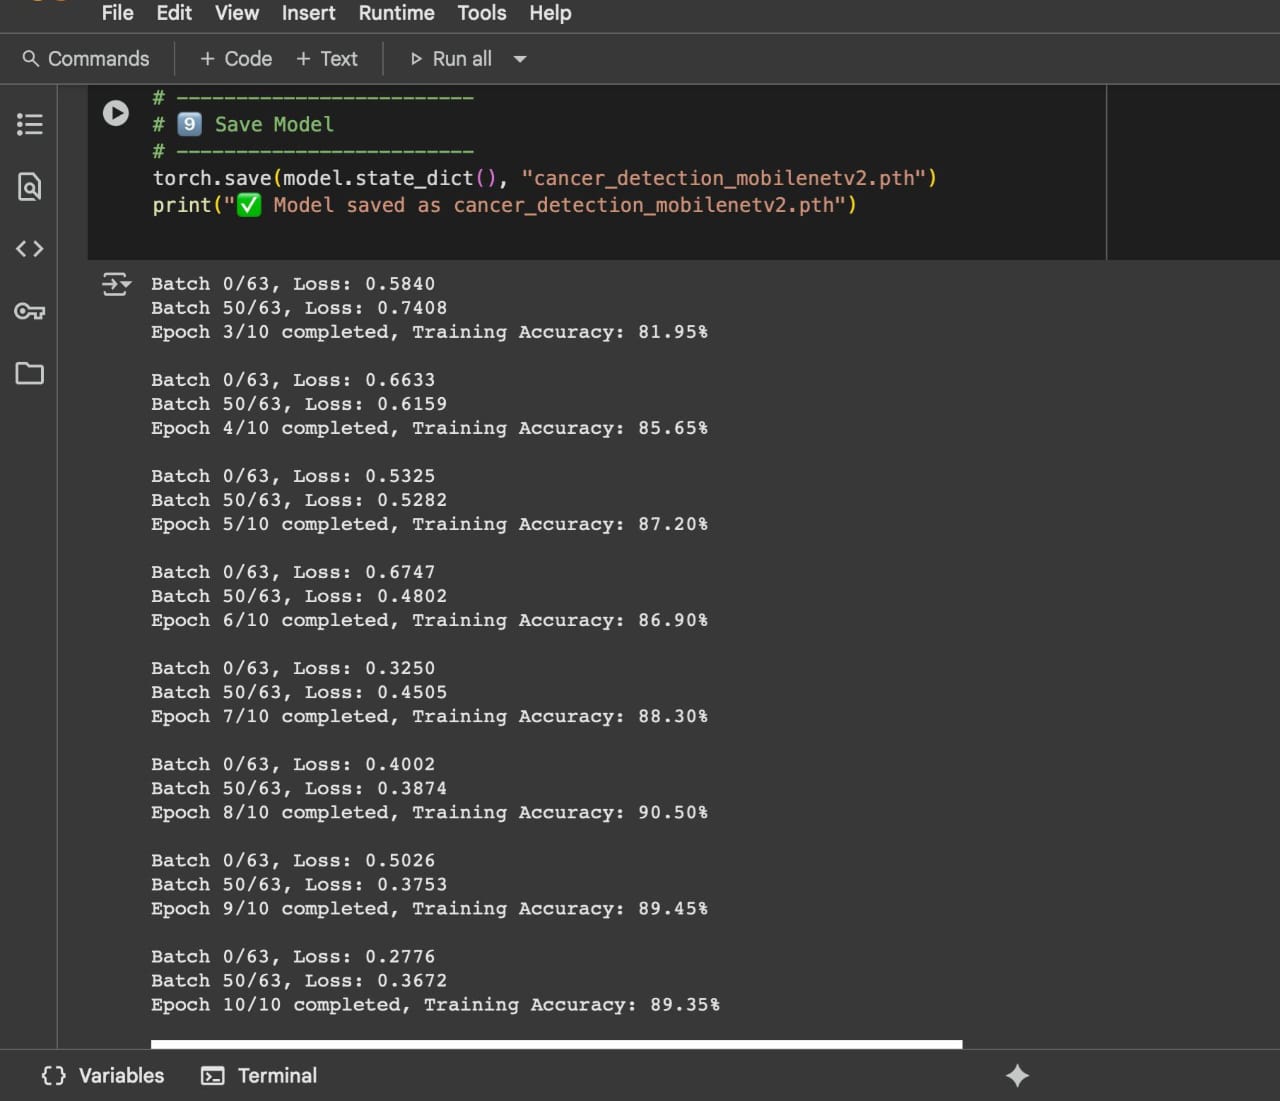 File Edit View Insert Runtime Tools Help
Commands + Code + Text Run all
# -------------------------
# 9️⃣ Save Model
# -------------------------
torch.save(model.state_dict(), "cancer_detection_mobilenetv2.pth")
print("✅ Model saved as cancer_detection_mobilenetv2.pth")
Batch 0/63, Loss: 0.5840
Batch 50/63, Loss: 0.7408
Epoch 3/10 completed, Training Accuracy: 81.95%
Batch 0/63, Loss: 0.6633
Batch 50/63, Loss: 0.6159
Epoch 4/10 completed, Training Accuracy: 85.65%
Batch 0/63, Loss: 0.5325
Batch 50/63, Loss: 0.5282
Epoch 5/10 completed, Training Accuracy: 87.20%
Batch 0/63, Loss: 0.6747
Batch 50/63, Loss: 0.4802
Epoch 6/10 completed, Training Accuracy: 86.90%
Batch 0/63, Loss: 0.3250
Batch 50/63, Loss: 0.4505
Epoch 7/10 completed, Training Accuracy: 88.30%
Batch 0/63, Loss: 0.4002
Batch 50/63, Loss: 0.3874
Epoch 8/10 completed, Training Accuracy: 90.50%
Batch 0/63, Loss: 0.5026
Batch 50/63, Loss: 0.3753
Epoch 9/10 completed, Training Accuracy: 89.45%
Batch 0/63, Loss: 0.2776
Batch 50/63, Loss: 0.3672
Epoch 10/10 completed, Training Accuracy: 89.35%
Variables Terminal